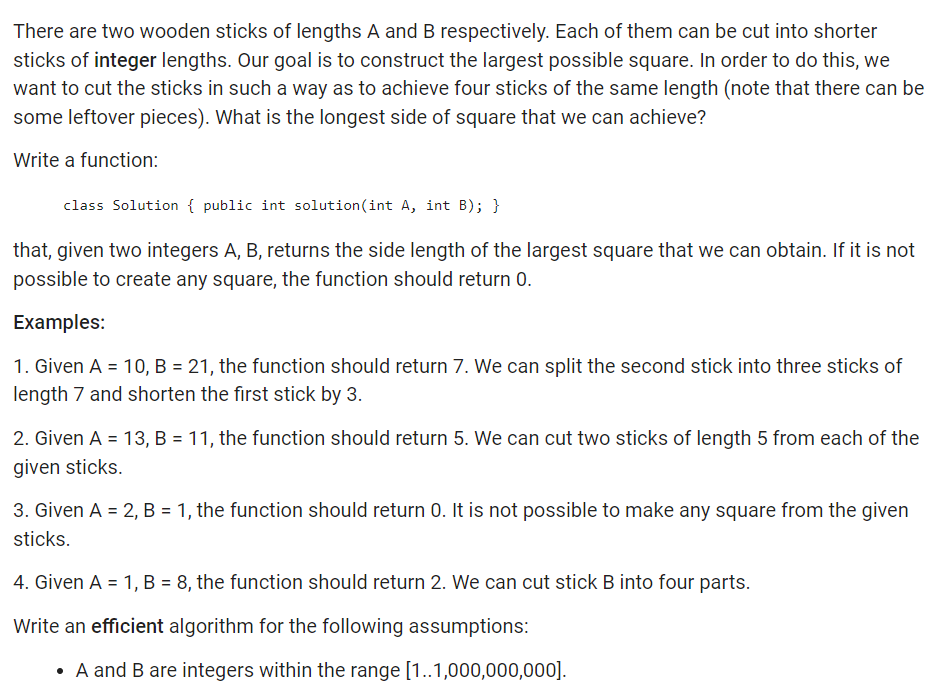 There are two wooden sticks of lengths A and B respectively. Each of them can be cut into shorter
sticks of integer lengths. Our goal is to construct the largest possible square. In order to do this, we
want to cut the sticks in such a way as to achieve four sticks of the same length (note that there can be
some leftover pieces). What is the longest side of square that we can achieve?
Write a function:
class Solution { public int solution(int A, int B); }
that, given two integers A, B, returns the side length of the largest square that we can obtain. If it is not
possible to create any square, the function should return 0.
Examples:
1. Given A = 10, B = 21, the function should return 7. We can split the second stick into three sticks of
length 7 and shorten the first stick by 3.
2. Given A = 13, B = 11, the function should return 5. We can cut two sticks of length 5 from each of the
given sticks.
3. Given A = 2, B = 1, the function should return 0. It is not possible to make any square from the given
sticks.
4. Given A = 1, B = 8, the function should return 2. We can cut stick B into four parts.
Write an efficient algorithm for the following assumptions:
• A and B are integers within the range [1..1,000,000,000].